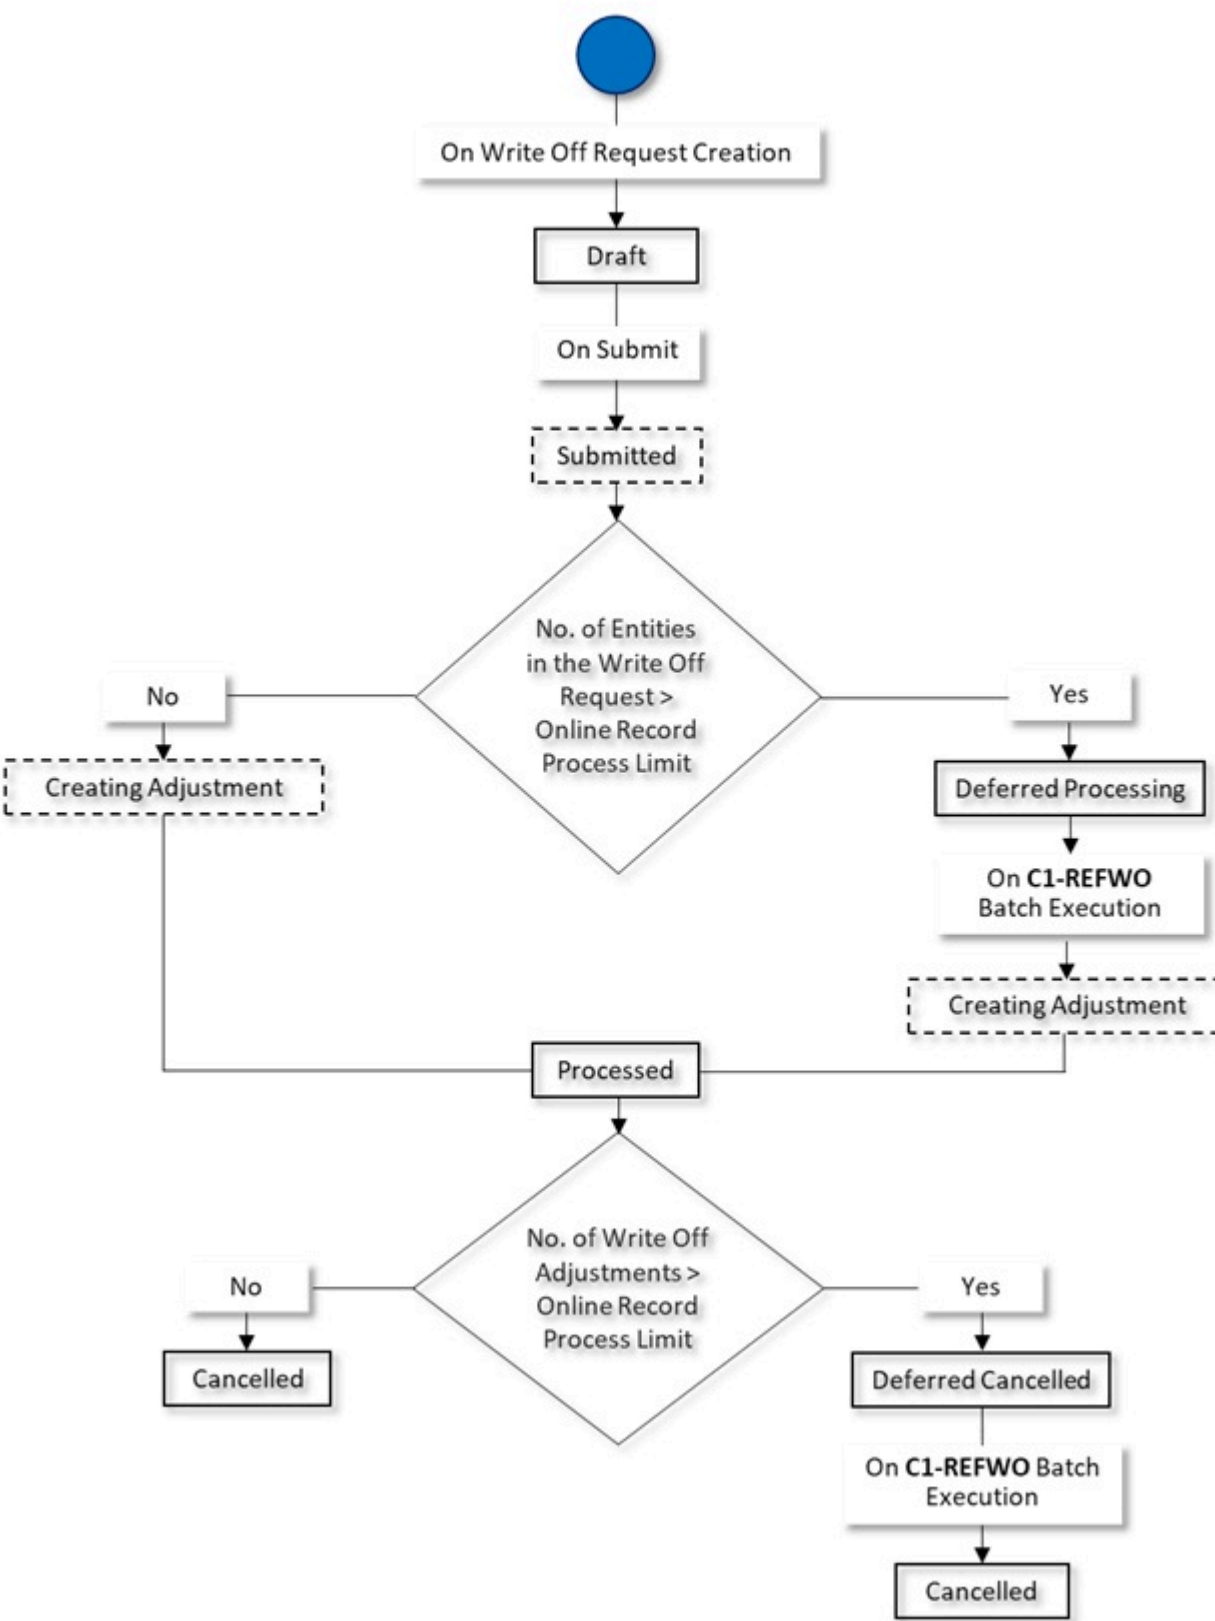 On Write Off Request Creation
Draft
On Submit
Submitted
No. of Entities
in the Write Off
Request >
Online Record
Process Limit
No
Yes
Creating Adjustment
Deferred Processing
On C1-REFWO
Batch Execution
Creating Adjustment
Processed
No. of Write Off
Adjustments >
Online Record
Process Limit
No
Yes
Cancelled
Deferred Cancelled
On C1-REFWO Batch
Execution
Cancelled